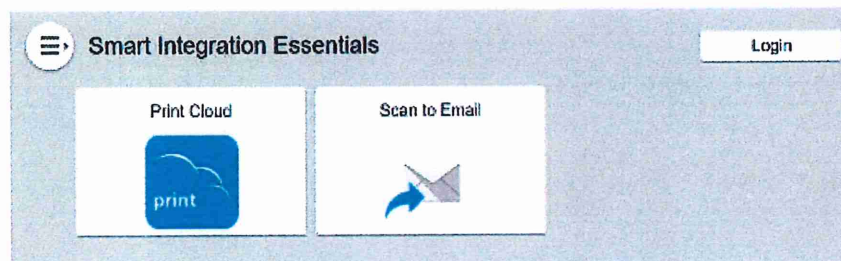 Smart Integration Essentials
Login
Print Cloud
Scan to Email
print